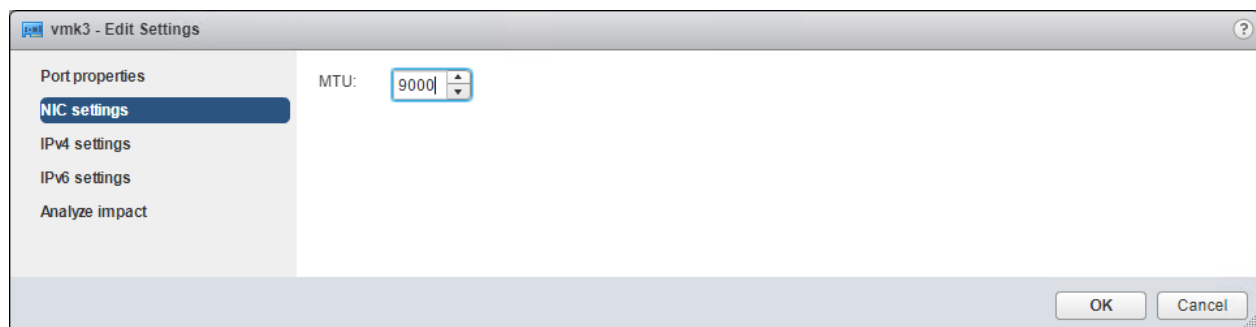 vmk3 - Edit Settings
?
Port properties
NIC settings
IPv4 settings
IPv6 settings
Analyze impact
MTU: 9000
OK Cancel